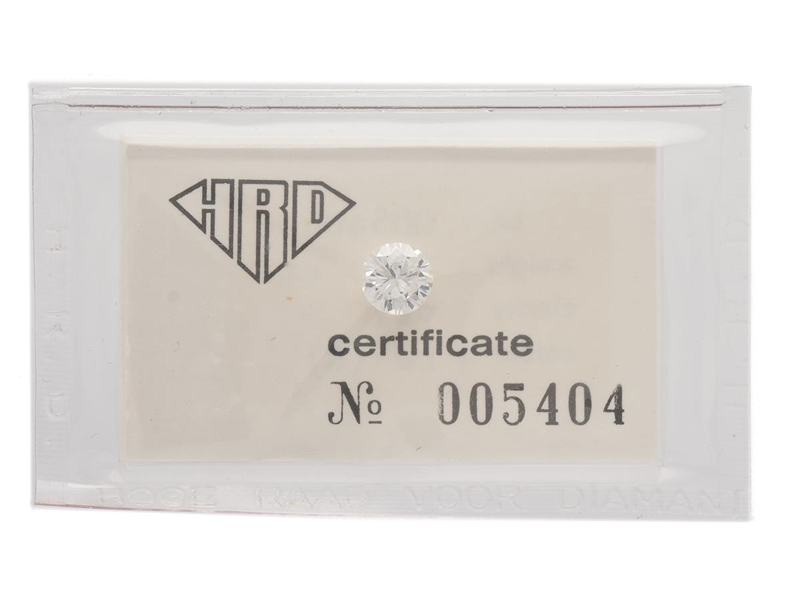 HRD
certificate
№ 005404
HOGE RAAD VOOR DIAMANT